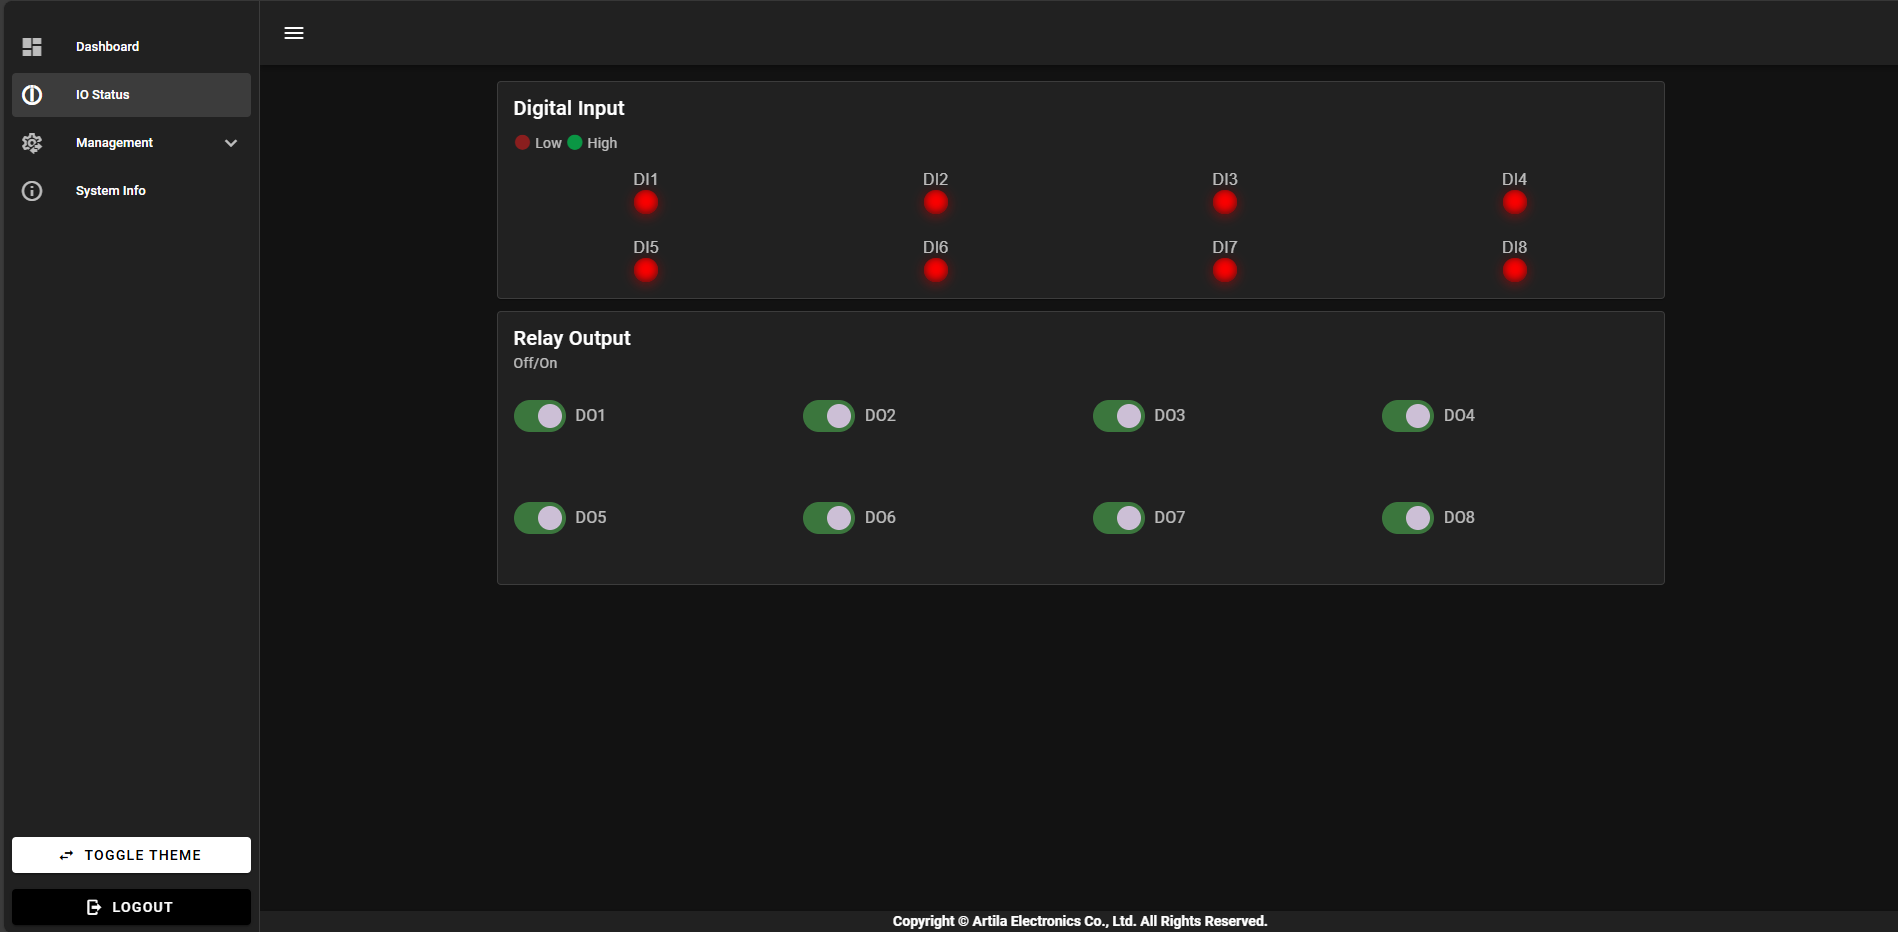 Dashboard
IO Status
Management
System Info
TOGGLE THEME
LOGOUT
Digital Input
Low High
DI1 DI2 DI3 DI4
DI5 DI6 DI7 DI8
Relay Output
Off/On
DO1 DO2 DO3 DO4
DO5 DO6 DO7 DO8
Copyright © Artila Electronics Co., Ltd. All Rights Reserved.